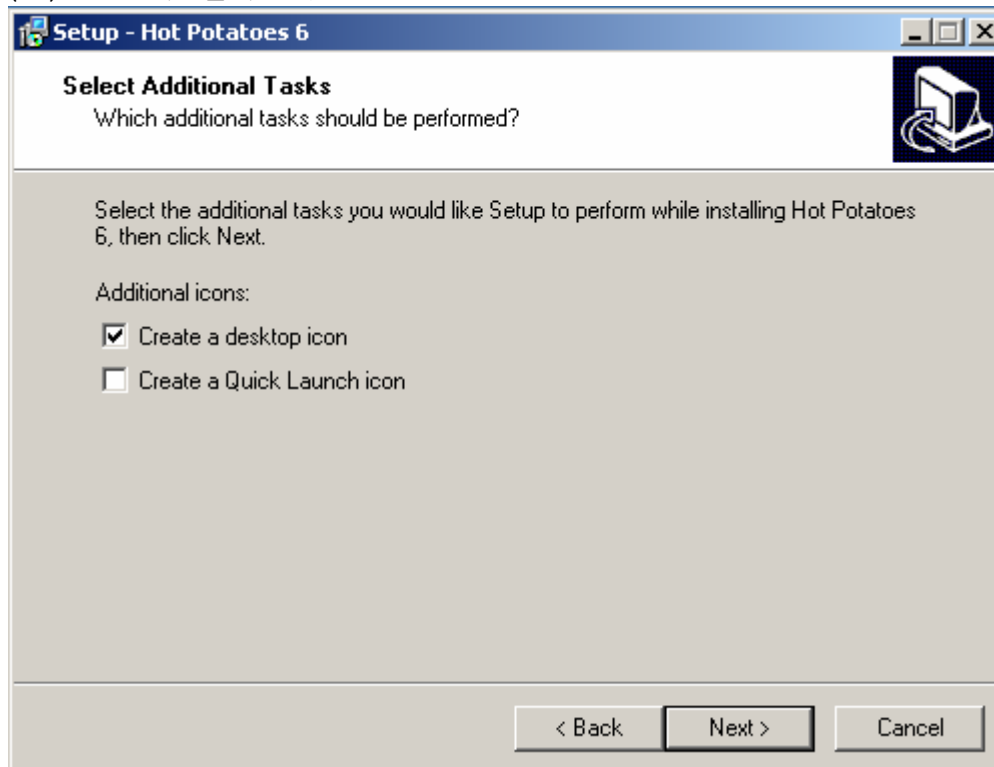 Setup - Hot Potatoes 6
Select Additional Tasks
Which additional tasks should be performed?
Select the additional tasks you would like Setup to perform while installing Hot Potatoes
6, then click Next.
Additional icons:
Create a desktop icon
Create a Quick Launch icon
< Back
Next >
Cancel